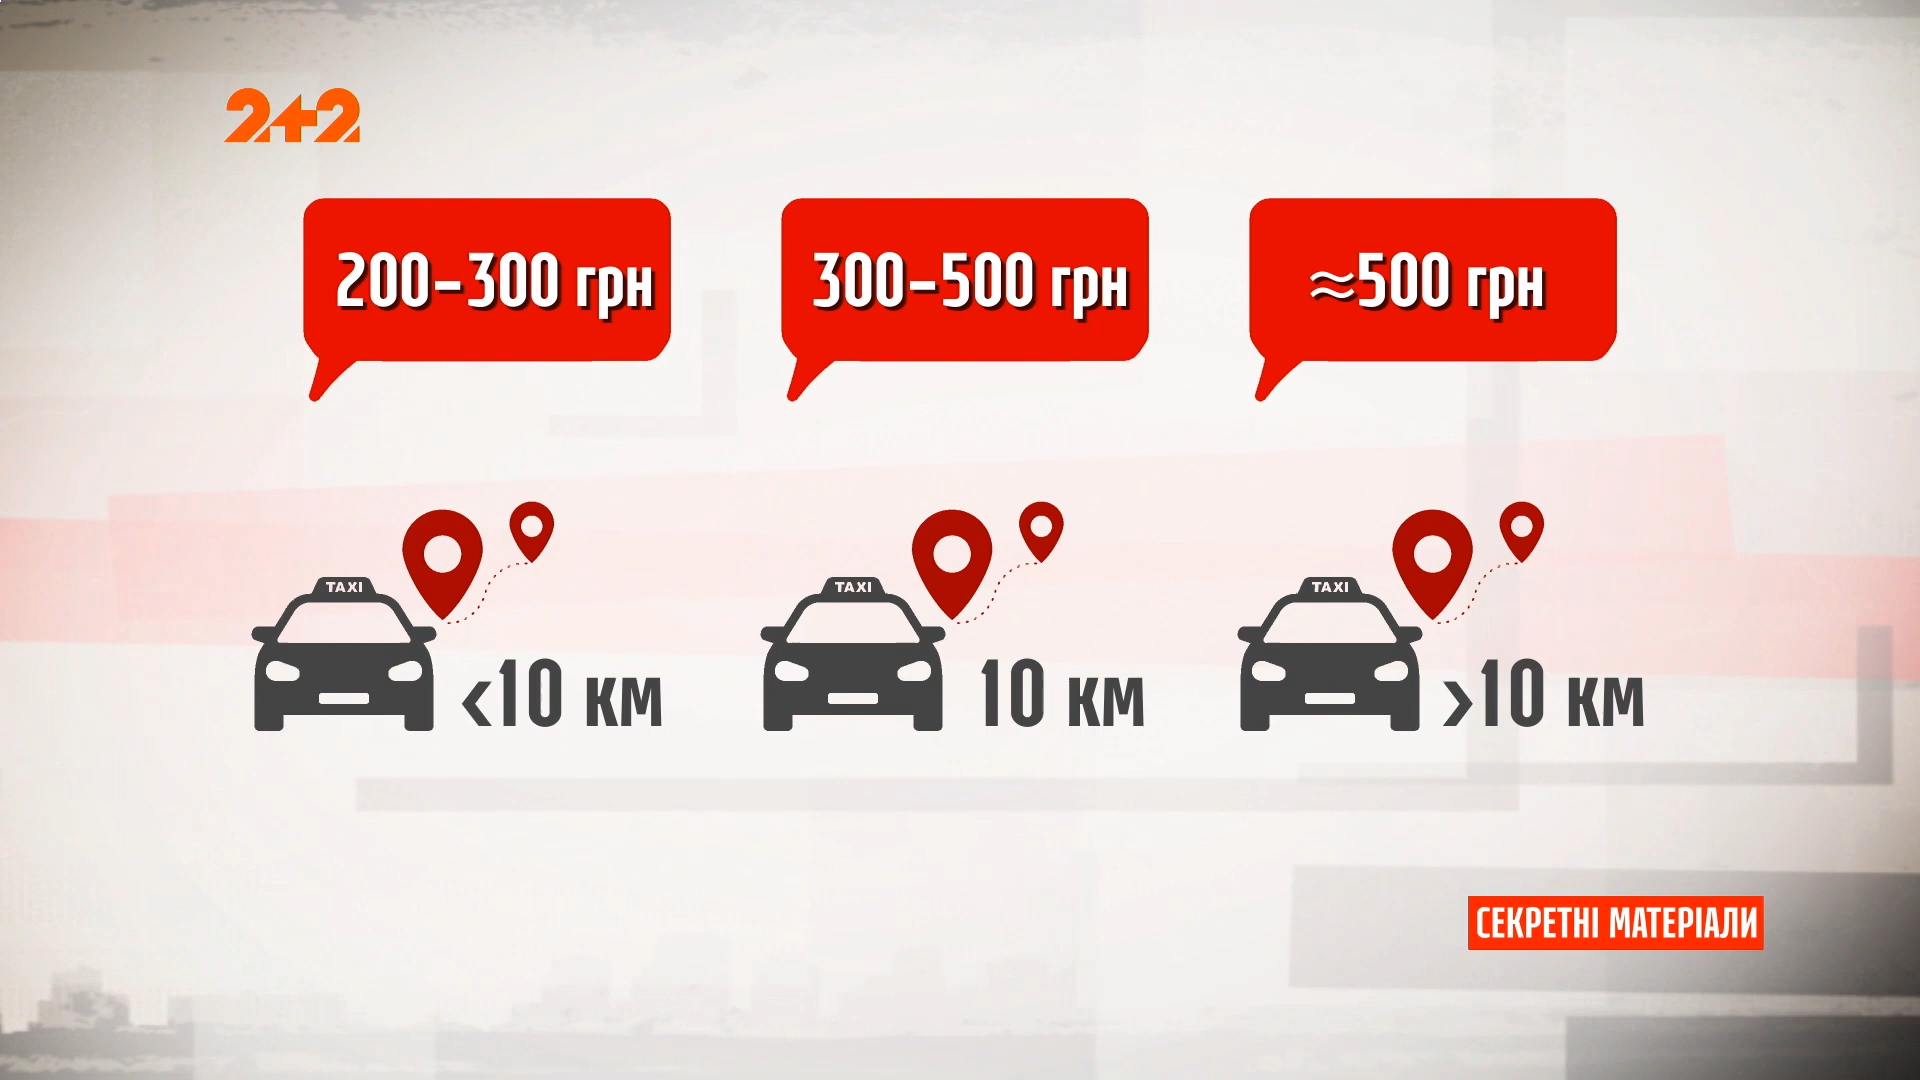 2+2
200–300 грн
300–500 грн
≈500 грн
TAXI
<10 км
TAXI
10 км
TAXI
>10 км
СЕКРЕТНІ МАТЕРІАЛИ